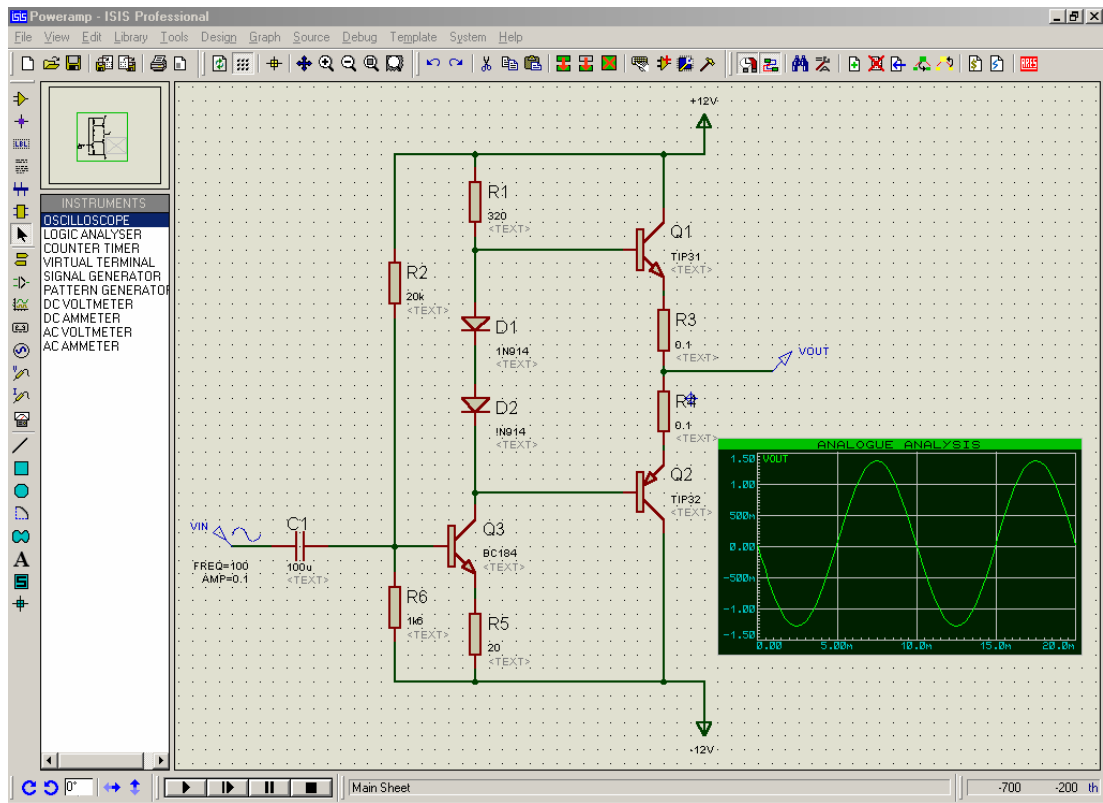 ISIS Poweramp - ISIS Professional
File View Edit Library Tools Design Graph Source Debug Template System Help
LBL
INSTRUMENTS
OSCILLOSCOPE
LOGIC ANALYSER
COUNTER TIMER
VIRTUAL TERMINAL
SIGNAL GENERATOR
PATTERN GENERATOR
DC VOLTMETER
DC AMMETER
AC VOLTMETER
AC AMMETER
A
S
+12V
R1
320
<TEXT>
Q1
TIP31
<TEXT>
R2
20k
<TEXT>
D1
1N914
<TEXT>
R3
0.1
<TEXT>
VOUT
D2
!N914
<TEXT>
R4
0.1
<TEXT>
Q2
TIP32
<TEXT>
VIN
FREQ=100
AMP=0.1
C1
100u
<TEXT>
Q3
BC184
<TEXT>
R6
1k6
<TEXT>
R5
20
<TEXT>
-12V
ANALOGUE ANALYSIS
VOUT
1.50
1.00
500m
0.00
-500m
-1.00
-1.50
0.00 5.00m 10.0m 15.0m 20.0m
0°
Main Sheet
-700 -200 th